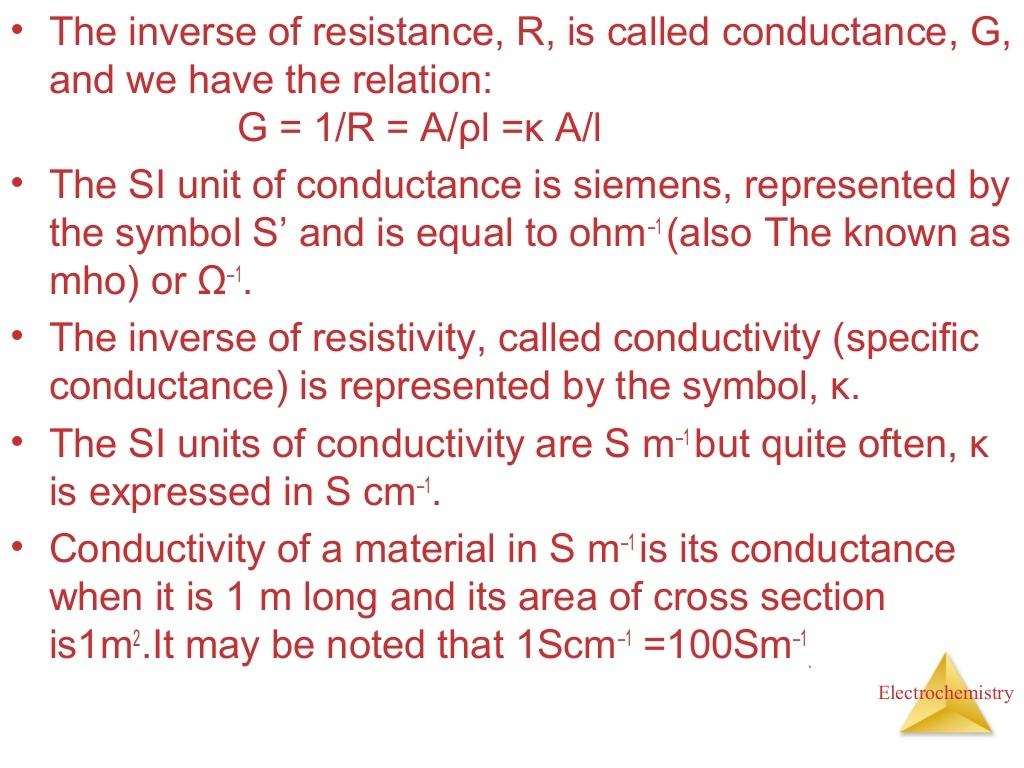 • The inverse of resistance, R, is called conductance, G,
and we have the relation:
G = 1/R = A/ρl =κ A/l
• The SI unit of conductance is siemens, represented by
the symbol S’ and is equal to ohm⁻¹ (also The known as
mho) or Ω⁻¹.
• The inverse of resistivity, called conductivity (specific
conductance) is represented by the symbol, κ.
• The SI units of conductivity are S m⁻¹ but quite often, κ
is expressed in S cm⁻¹.
• Conductivity of a material in S m⁻¹ is its conductance
when it is 1 m long and its area of cross section
is1m².It may be noted that 1Scm⁻¹ =100Sm⁻¹.
Electrochemistry